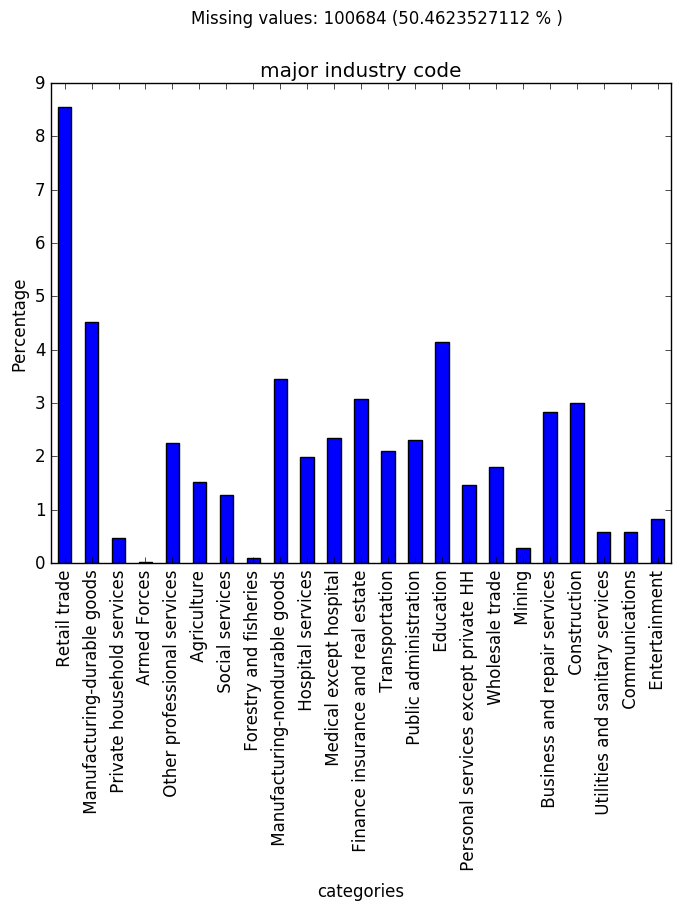 Missing values: 100684 (50.4623527112 % )
major industry code
Percentage
9
8
7
6
5
4
3
2
1
0
Retail trade
Manufacturing-durable goods
Private household services
Armed Forces
Other professional services
Agriculture
Social services
Forestry and fisheries
Manufacturing-nondurable goods
Hospital services
Medical except hospital
Finance insurance and real estate
Transportation
Public administration
Education
Personal services except private HH
Wholesale trade
Mining
Business and repair services
Construction
Utilities and sanitary services
Communications
Entertainment
categories